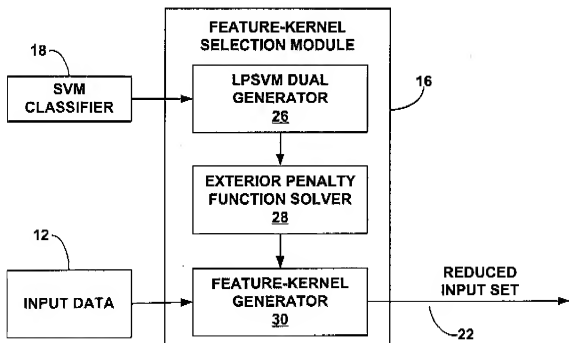 FEATURE-KERNEL
SELECTION MODULE
18
SVM
CLASSIFIER
LPSVM DUAL
GENERATOR
26
16
EXTERIOR PENALTY
FUNCTION SOLVER
28
12
INPUT DATA
FEATURE-KERNEL
GENERATOR
30
REDUCED
INPUT SET
22